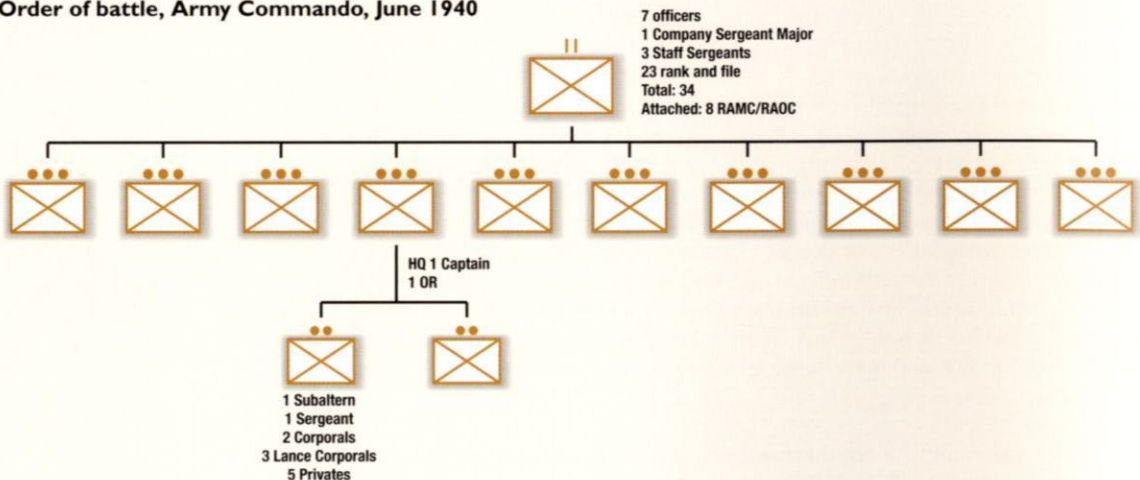 Order of battle, Army Commando, June 1940
7 officers
1 Company Sergeant Major
3 Staff Sergeants
23 rank and file
Total: 34
Attached: 8 RAMC/RAOC
HQ 1 Captain
1 OR
1 Subaltern
1 Sergeant
2 Corporals
3 Lance Corporals
5 Privates